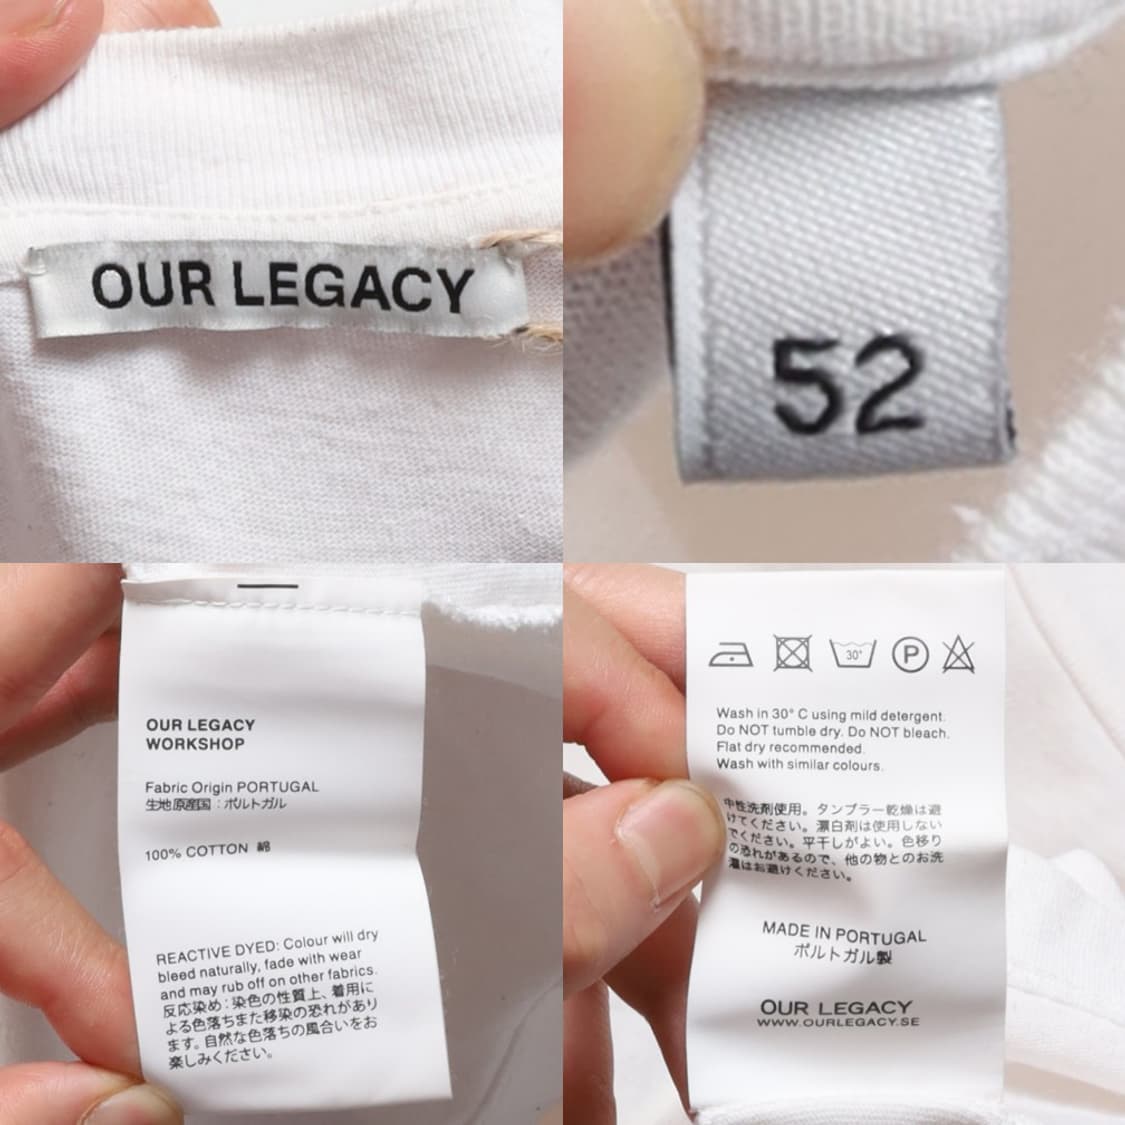 OUR LEGACY
52
OUR LEGACY
WORKSHOP
Fabric Origin PORTUGAL
生地原産国：ポルトガル
100% COTTON 綿
REACTIVE DYED: Colour will dry
bleed naturally, fade with wear
and may rub off on other fabrics.
反応染め：染色の性質上、着用に
よる色落ちまた移染の恐れがあり
ます。自然な色落ちの風合いをお
楽しみください。
30°
P
Wash in 30° C using mild detergent.
Do NOT tumble dry. Do NOT bleach.
Flat dry recommended.
Wash with similar colours.
中性洗剤使用。タンブラー乾燥は避
けてください。漂白剤は使用しない
でください。平干しがよい。色移り
の恐れがあるので、他の物とのお洗
濯はお避けください。
MADE IN PORTUGAL
ポルトガル製
OUR LEGACY
WWW.OURLEGACY.SE